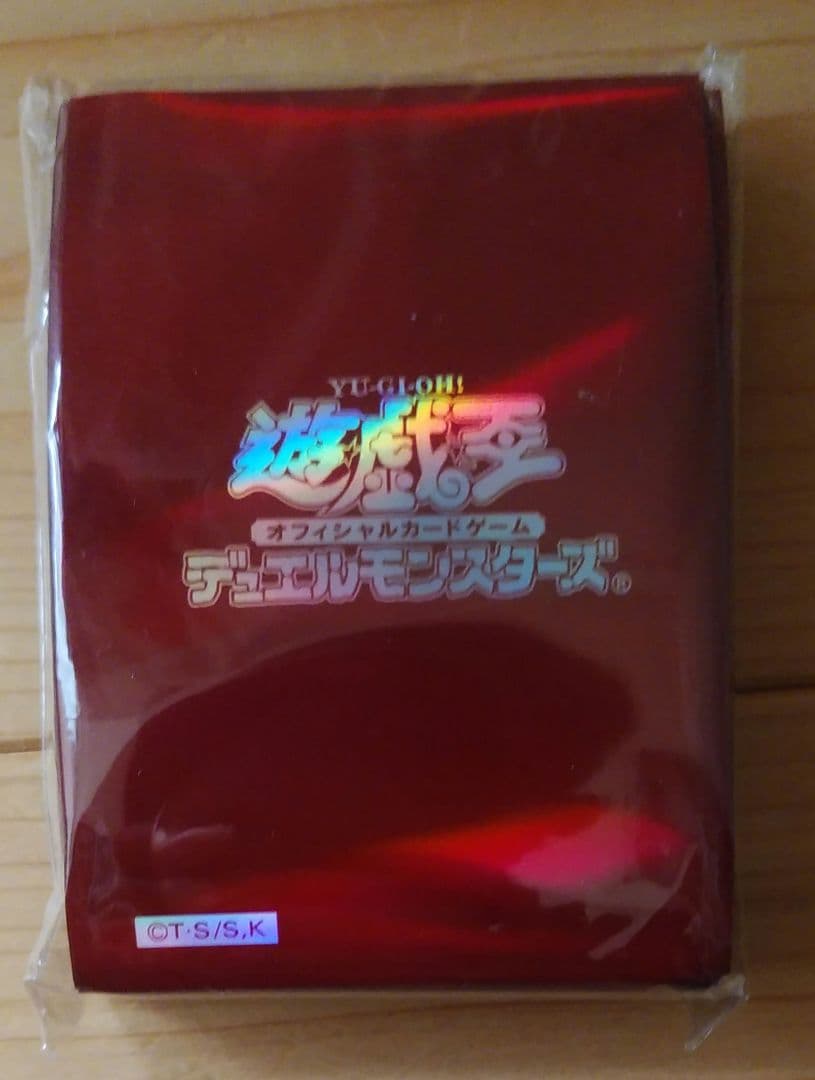 YU-GI-OH!
遊☆戯☆王
オフィシャルカードゲーム
デュエルモンスターズ®
©T·S/S,K